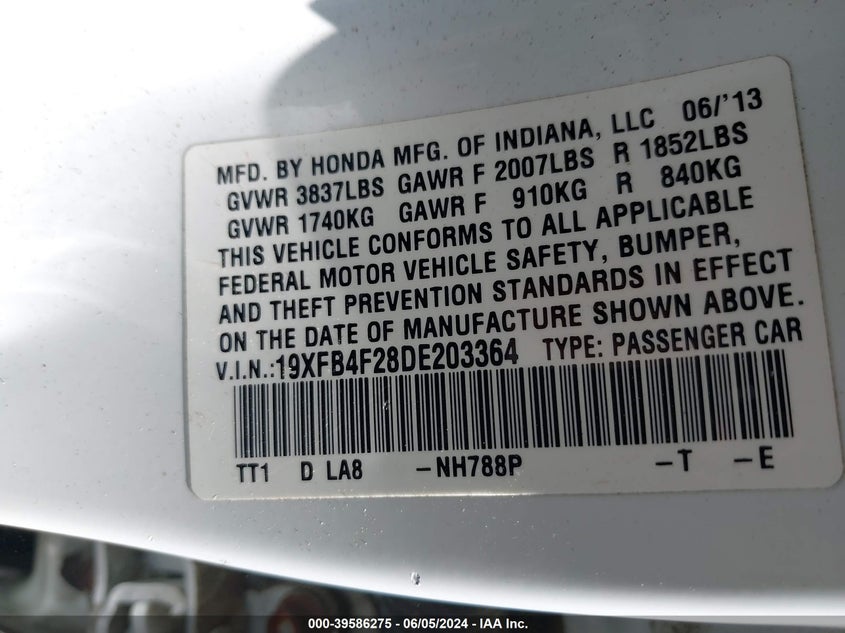 MFD. BY HONDA MFG. OF INDIANA, LLC 06/'13
GVWR 3837LBS GAWR F 2007LBS R 1852LBS
GVWR 1740KG GAWR F 910KG R 840KG
THIS VEHICLE CONFORMS TO ALL APPLICABLE
FEDERAL MOTOR VEHICLE SAFETY, BUMPER,
AND THEFT PREVENTION STANDARDS IN EFFECT
ON THE DATE OF MANUFACTURE SHOWN ABOVE.
V.I.N.:19XFB4F28DE203364 TYPE: PASSENGER CAR
TT1 D LA8 -NH788P -T -E
000-39586275 - 06/05/2024 - IAA Inc.